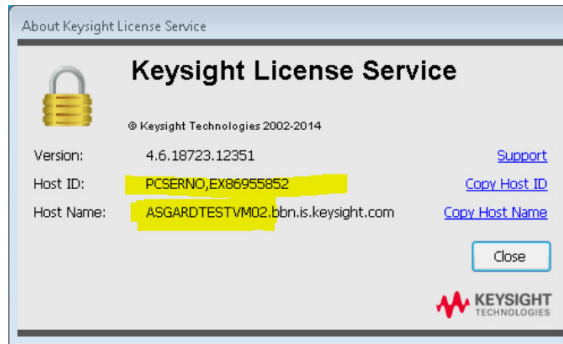 About Keysight License Service
Keysight License Service
© Keysight Technologies 2002-2014
Version: 4.6.18723.12351 Support
Host ID: PCSERNO,EX86955852 Copy Host ID
Host Name: ASGARDTESTVM02.bbn.is.keysight.com Copy Host Name
Close
KEYSIGHT
TECHNOLOGIES